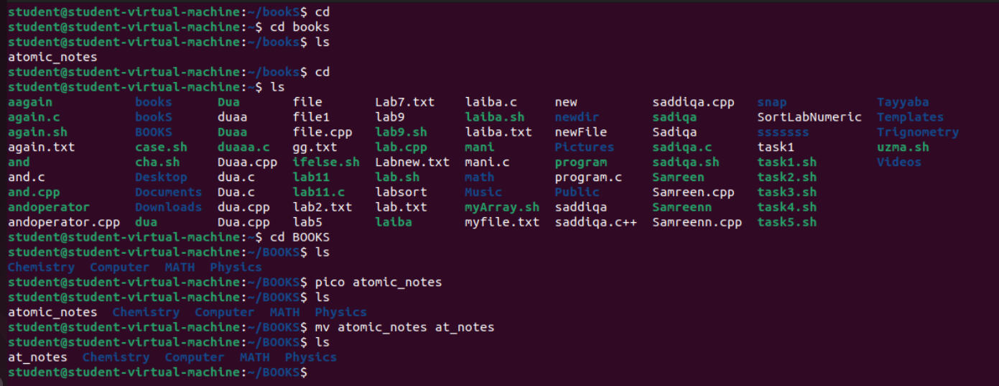 student@student-virtual-machine:~/bookS$ cd
student@student-virtual-machine:~$ cd books
student@student-virtual-machine:~/books$ ls
atomic_notes
student@student-virtual-machine:~/books$ cd
student@student-virtual-machine:~$ ls
aagain books Dua file Lab7.txt laiba.c new saddiqa.cpp snap Tayyaba
again.c bookS duaa file1 lab9 laiba.sh newdir sadiqa SortLabNumeric Templates
again.sh BOOKS Duaa file.cpp lab9.sh laiba.txt newFile Sadiqa sssssss Trignometry
again.txt case.sh duaaa.c gg.txt lab.cpp mani Pictures sadiqa.c task1 uzma.sh
and cha.sh Duaa.cpp ifelse.sh Labnew.txt mani.c program sadiqa.sh task1.sh Videos
and.c Desktop dua.c lab11 lab.sh math program.c Samreen task2.sh
and.cpp Documents Dua.c lab11.c labsort Music Public Samreen.cpp task3.sh
andoperator Downloads dua.cpp lab2.txt lab.txt myArray.sh saddiqa Samreenn task4.sh
andoperator.cpp dua Dua.cpp lab5 laiba myfile.txt saddiqa.c++ Samreenn.cpp task5.sh
student@student-virtual-machine:~$ cd BOOKS
student@student-virtual-machine:~/BOOKS$ ls
Chemistry Computer MATH Physics
student@student-virtual-machine:~/BOOKS$ pico atomic_notes
student@student-virtual-machine:~/BOOKS$ ls
atomic_notes Chemistry Computer MATH Physics
student@student-virtual-machine:~/BOOKS$ mv atomic_notes at_notes
student@student-virtual-machine:~/BOOKS$ ls
at_notes Chemistry Computer MATH Physics
student@student-virtual-machine:~/BOOKS$